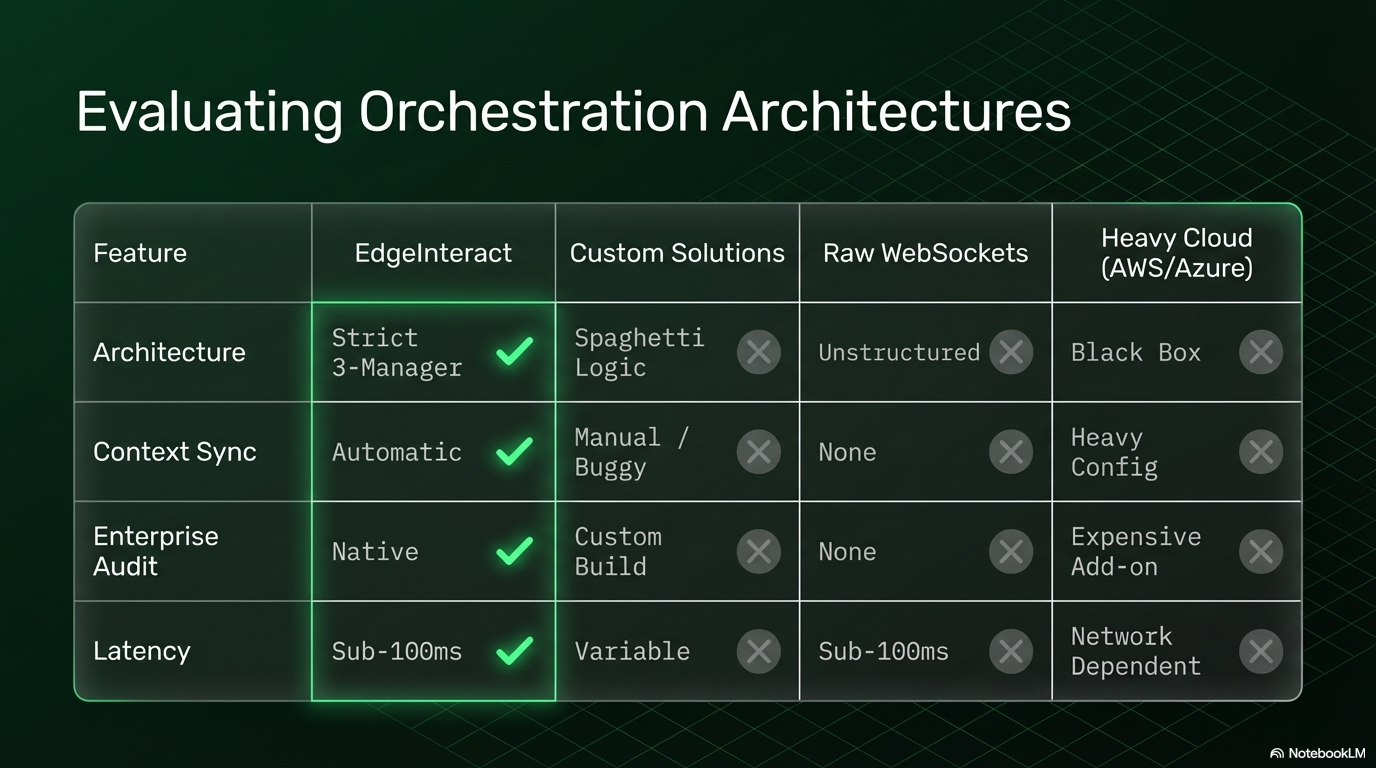 Evaluating Orchestration Architectures
Feature
EdgeInteract
Custom Solutions
Raw WebSockets
Heavy Cloud
(AWS/Azure)
Architecture
Strict
3-Manager
Spaghetti
Logic
Unstructured
Black Box
Context Sync
Automatic
Manual /
Buggy
None
Heavy
Config
Enterprise
Audit
Native
Custom
Build
None
Expensive
Add-on
Latency
Sub-100ms
Variable
Sub-100ms
Network
Dependent
NotebookLM